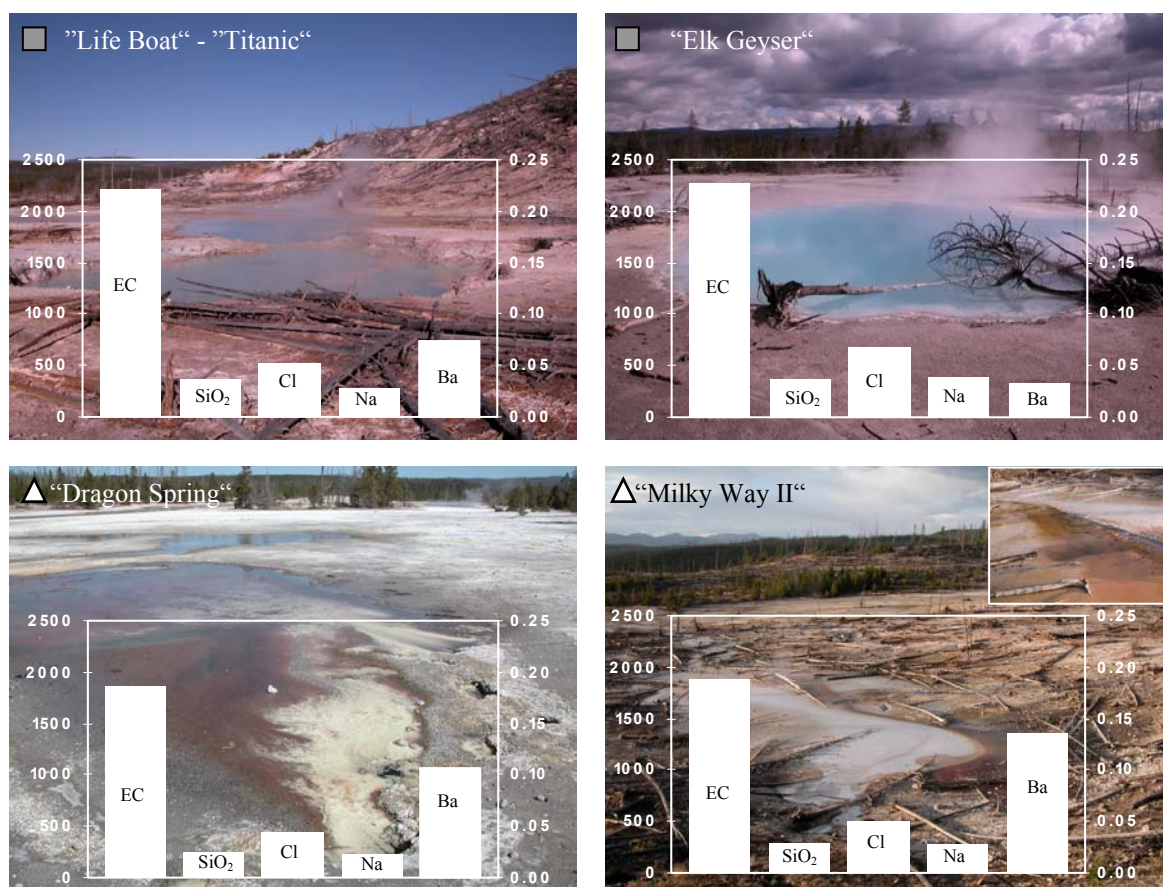 ”Life Boat“ - ”Titanic“
2500
2000
1500
1000
500
0
0.25
0.20
0.15
0.10
0.05
0.00
EC
SiO₂
Cl
Na
Ba
“Elk Geyser“
2500
2000
1500
1000
500
0
0.25
0.20
0.15
0.10
0.05
0.00
EC
SiO₂
Cl
Na
Ba
“Dragon Spring“
2500
2000
1500
1000
500
0
0.25
0.20
0.15
0.10
0.05
0.00
EC
SiO₂
Cl
Na
Ba
“Milky Way II“
2500
2000
1500
1000
500
0
0.25
0.20
0.15
0.10
0.05
0.00
EC
SiO₂
Cl
Na
Ba